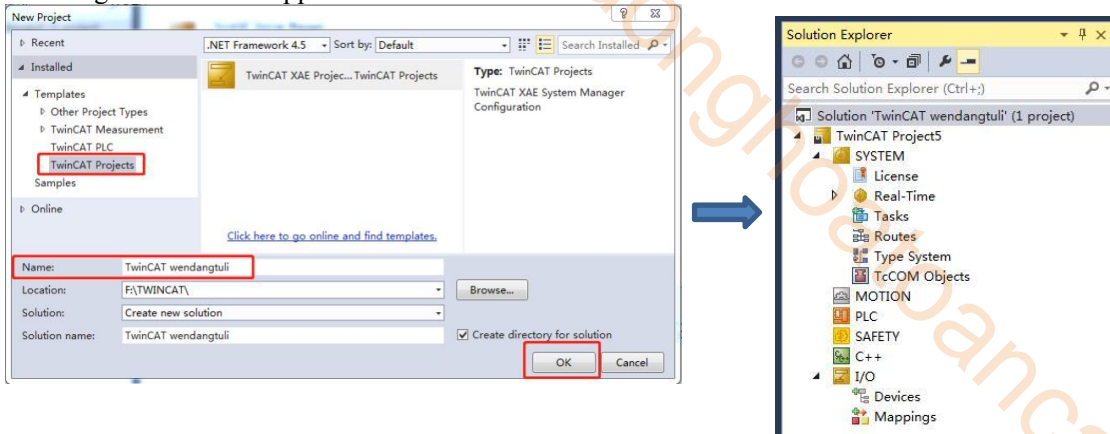 New Project
Recent
.NET Framework 4.5 Sort by: Default Search Installed
Installed
TwinCAT XAE Projec... TwinCAT Projects
Type: TwinCAT Projects
TwinCAT XAE System Manager
Configuration
Templates
Other Project Types
TwinCAT Measurement
TwinCAT PLC
TwinCAT Projects
Samples
Online
Click here to go online and find templates.
Name: TwinCAT wendangtuli
Location: F:\TWINCAT\ Browse...
Solution: Create new solution
Solution name: TwinCAT wendangtuli Create directory for solution
OK Cancel
Solution Explorer
Search Solution Explorer (Ctrl+;)
Solution 'TwinCAT wendangtuli' (1 project)
TwinCAT Project5
SYSTEM
License
Real-Time
Tasks
Routes
Type System
TcCOM Objects
MOTION
PLC
SAFETY
C++
I/O
Devices
Mappings